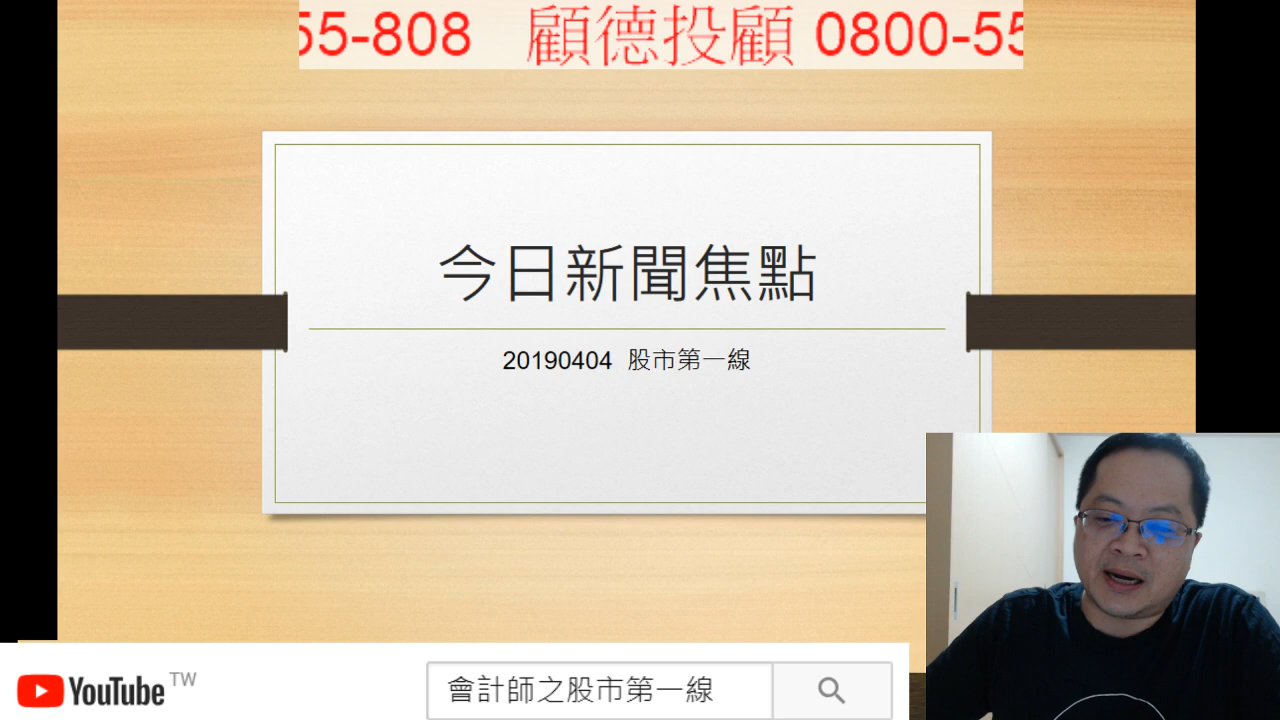 55-808 顧德投顧 0800-55
今日新聞焦點
20190404 股市第一線
YouTube TW
會計師之股市第一線